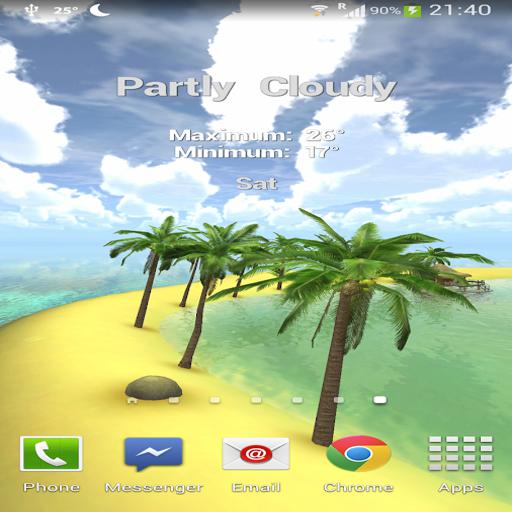 25° R 90% 21:40
Partly Cloudy
Maximum: 26°
Minimum: 17°
Sat
Phone Messenger Email Chrome Apps